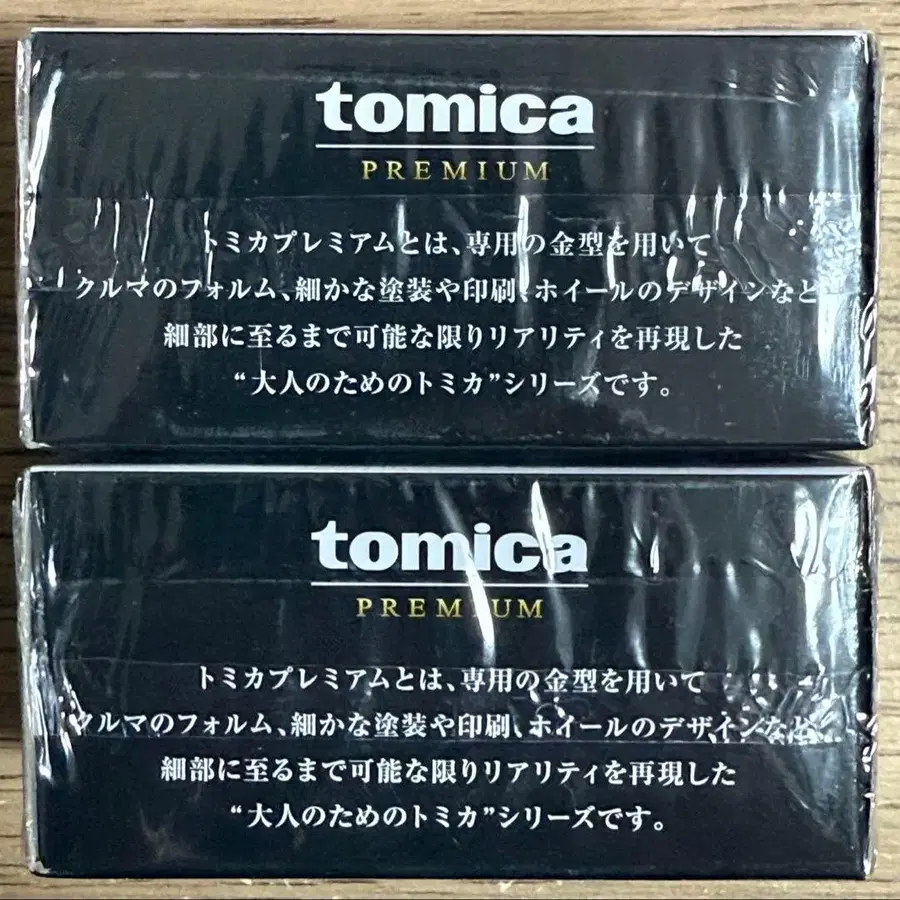 tomica
PREMIUM
トミカプレミアムとは、専用の金型を用いて
クルマのフォルム、細かな塗装や印刷、ホイールのデザインなど、
細部に至るまで可能な限りリアリティを再現した
“大人のためのトミカ”シリーズです。
tomica
PREMIUM
トミカプレミアムとは、専用の金型を用いて
クルマのフォルム、細かな塗装や印刷、ホイールのデザインなど、
細部に至るまで可能な限りリアリティを再現した
“大人のためのトミカ”シリーズです。